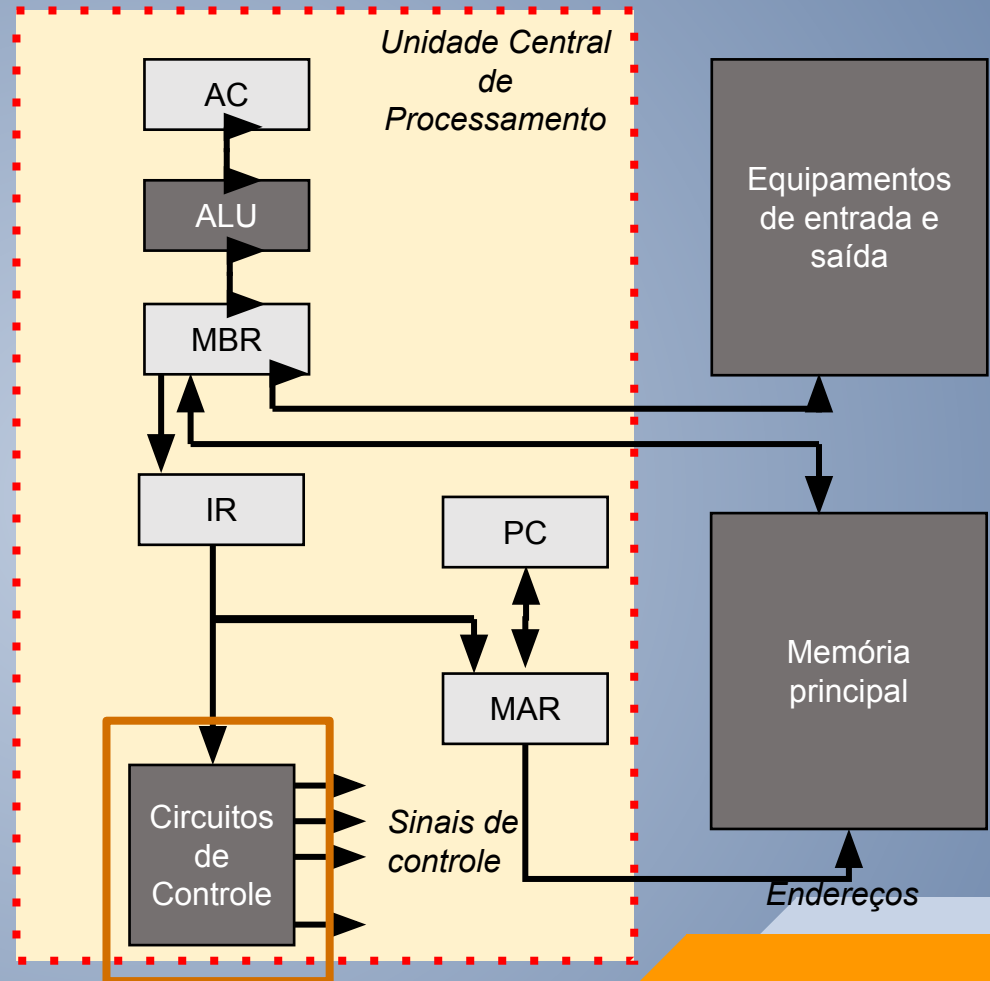 Unidade Central
de
Processamento
AC
ALU
MBR
IR
PC
MAR
Circuitos
de
Controle
Sinais de
controle
Equipamentos
de entrada e
saída
Memória
principal
Endereços